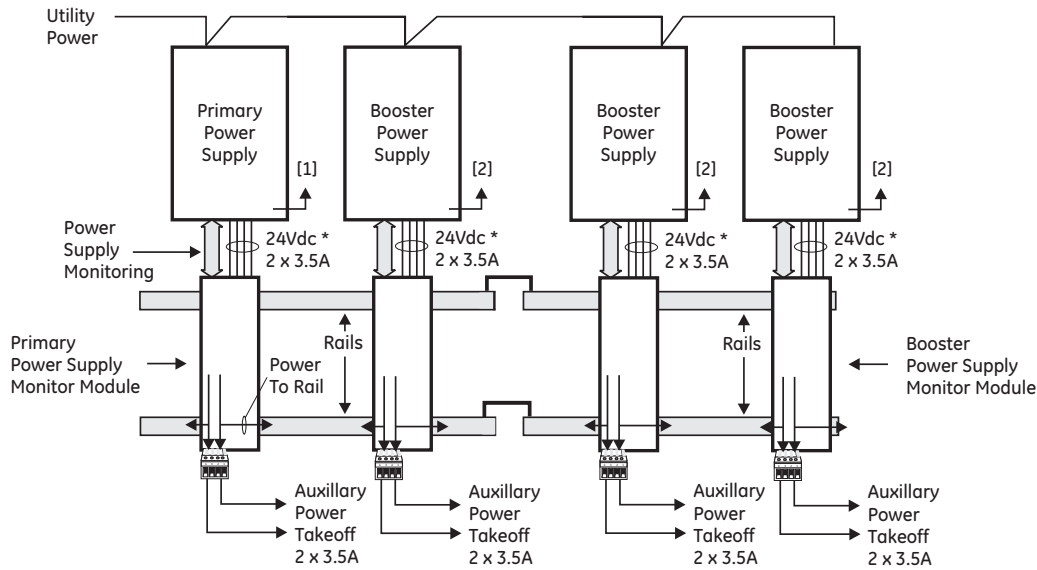 Utility
Power
Primary
Power
Supply
Booster
Power
Supply
Booster
Power
Supply
Booster
Power
Supply
[1]
[2]
[2]
[2]
Power
Supply
Monitoring
24Vdc *
2 x 3.5A
24Vdc *
2 x 3.5A
24Vdc *
2 x 3.5A
24Vdc *
2 x 3.5A
Primary
Power Supply
Monitor Module
Rails
Power
To Rail
Rails
Booster
Power Supply
Monitor Module
Auxillary
Power
Takeoff
2 x 3.5A
Auxillary
Power
Takeoff
2 x 3.5A
Auxillary
Power
Takeoff
2 x 3.5A
Auxillary
Power
Takeoff
2 x 3.5A